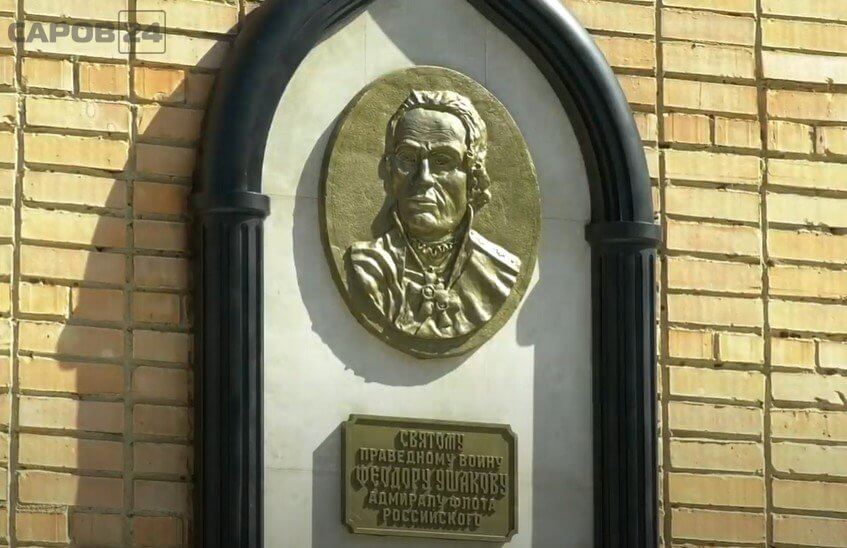 САРОВ 24
СВЯТОМУ
ПРАВЕДНОМУ ВОИНУ
ФЕОДОРУ УШАКОВУ
АДМИРАЛУ ФЛОТА
РОССИЙСКОГО